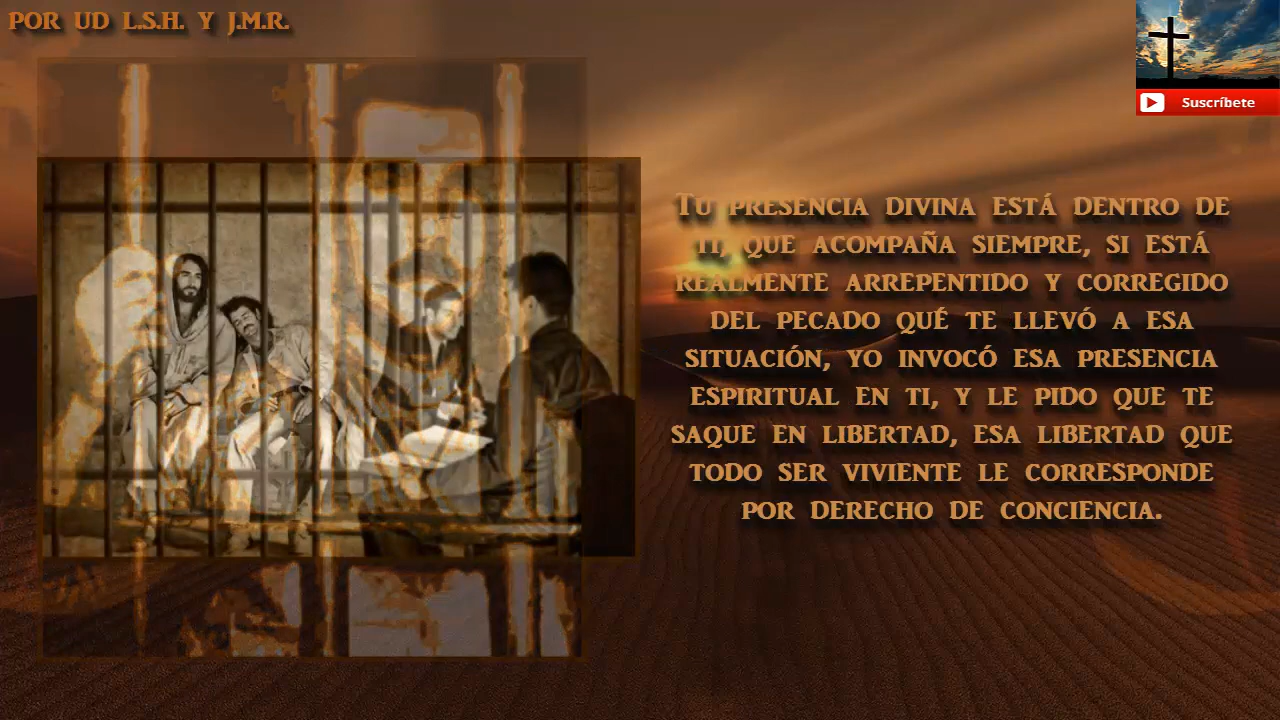 POR UD L.S.H. Y J.M.R.
Suscríbete
TU PRESENCIA DIVINA ESTÁ DENTRO DE
TI, QUE ACOMPAÑA SIEMPRE, SI ESTÁ
REALMENTE ARREPENTIDO Y CORREGIDO
DEL PECADO QUÉ TE LLEVÓ A ESA
SITUACIÓN, YO INVOCÓ ESA PRESENCIA
ESPIRITUAL EN TI, Y LE PIDO QUE TE
SAQUE EN LIBERTAD, ESA LIBERTAD QUE
TODO SER VIVIENTE LE CORRESPONDE
POR DERECHO DE CONCIENCIA.